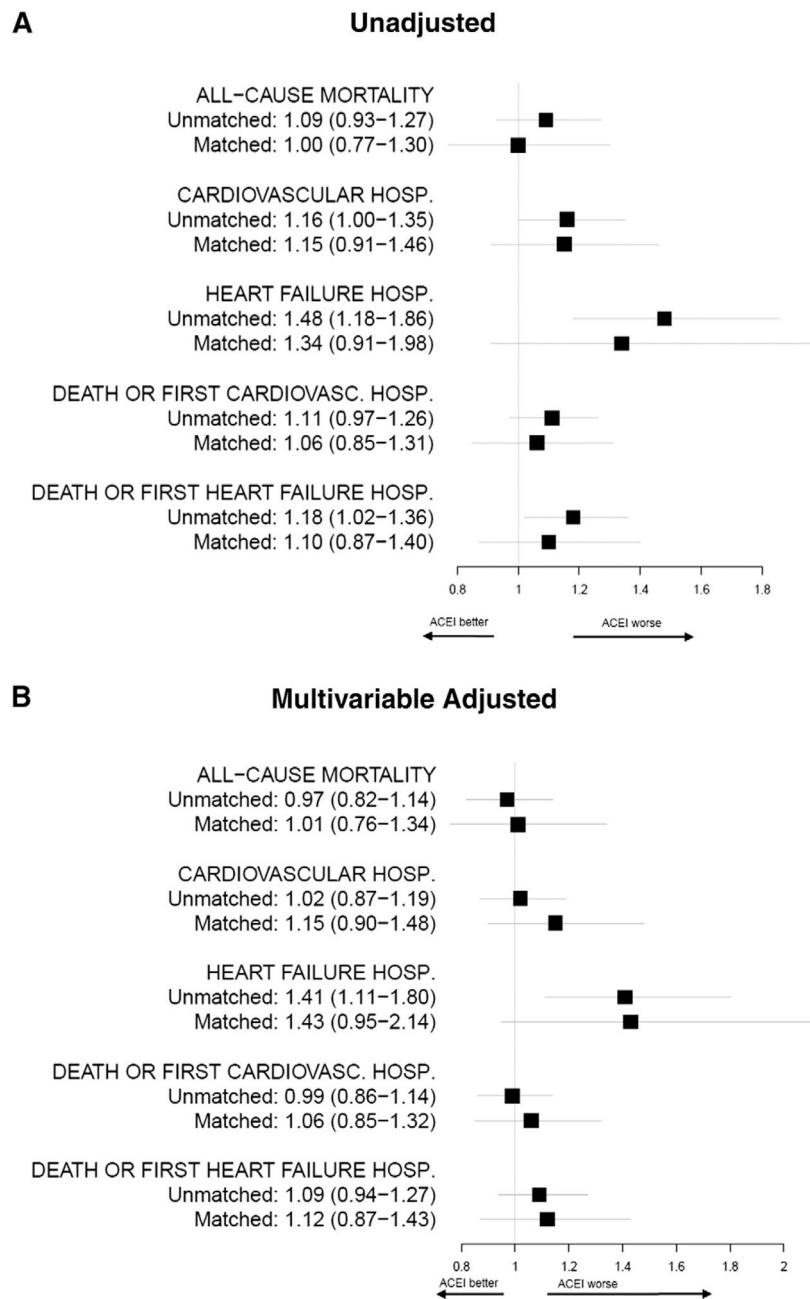 A
Unadjusted
ALL−CAUSE MORTALITY
Unmatched: 1.09 (0.93−1.27)
Matched: 1.00 (0.77−1.30)
CARDIOVASCULAR HOSP.
Unmatched: 1.16 (1.00−1.35)
Matched: 1.15 (0.91−1.46)
HEART FAILURE HOSP.
Unmatched: 1.48 (1.18−1.86)
Matched: 1.34 (0.91−1.98)
DEATH OR FIRST CARDIOVASC. HOSP.
Unmatched: 1.11 (0.97−1.26)
Matched: 1.06 (0.85−1.31)
DEATH OR FIRST HEART FAILURE HOSP.
Unmatched: 1.18 (1.02−1.36)
Matched: 1.10 (0.87−1.40)
0.8 1 1.2 1.4 1.6 1.8
ACEI better ACEI worse
B
Multivariable Adjusted
ALL−CAUSE MORTALITY
Unmatched: 0.97 (0.82−1.14)
Matched: 1.01 (0.76−1.34)
CARDIOVASCULAR HOSP.
Unmatched: 1.02 (0.87−1.19)
Matched: 1.15 (0.90−1.48)
HEART FAILURE HOSP.
Unmatched: 1.41 (1.11−1.80)
Matched: 1.43 (0.95−2.14)
DEATH OR FIRST CARDIOVASC. HOSP.
Unmatched: 0.99 (0.86−1.14)
Matched: 1.06 (0.85−1.32)
DEATH OR FIRST HEART FAILURE HOSP.
Unmatched: 1.09 (0.94−1.27)
Matched: 1.12 (0.87−1.43)
0.8 1 1.2 1.4 1.6 1.8 2
ACEI better ACEI worse